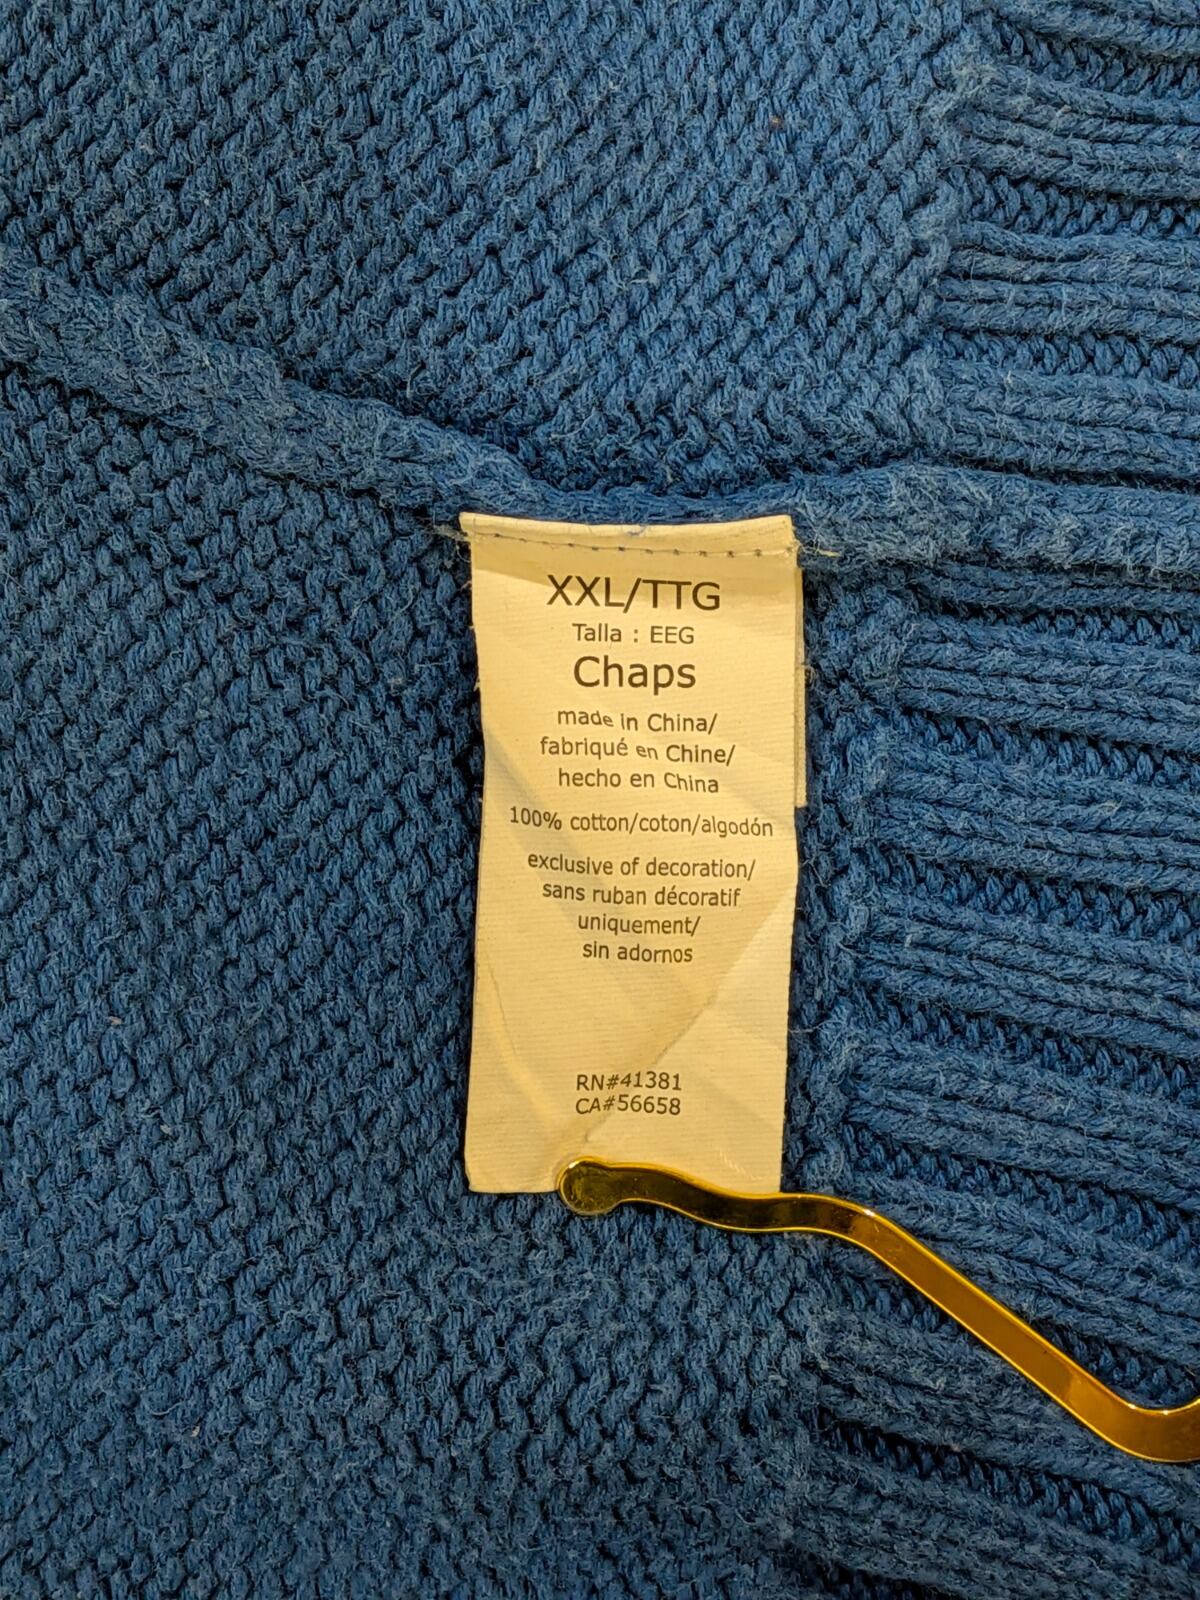 XXL/TTG
Talla : EEG
Chaps
made in China/
fabriqué en Chine/
hecho en China
100% cotton/coton/algodón
exclusive of decoration/
sans ruban décoratif
uniquement/
sin adornos
RN#41381
CA#56658